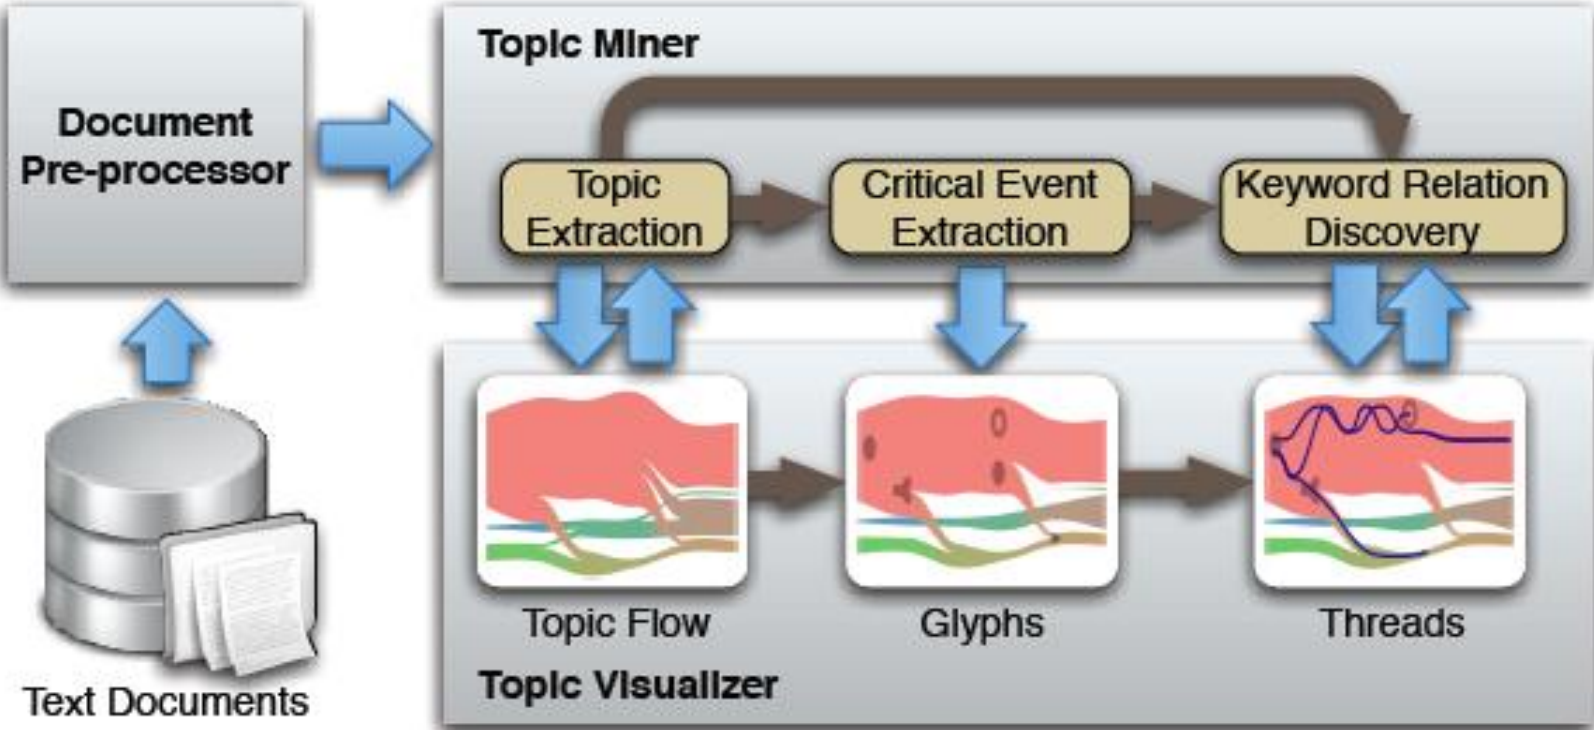 Document
Pre-processor
Topic Miner
Topic
Extraction
Critical Event
Extraction
Keyword Relation
Discovery
Topic Flow
Glyphs
Threads
Topic Visualizer
Text Documents